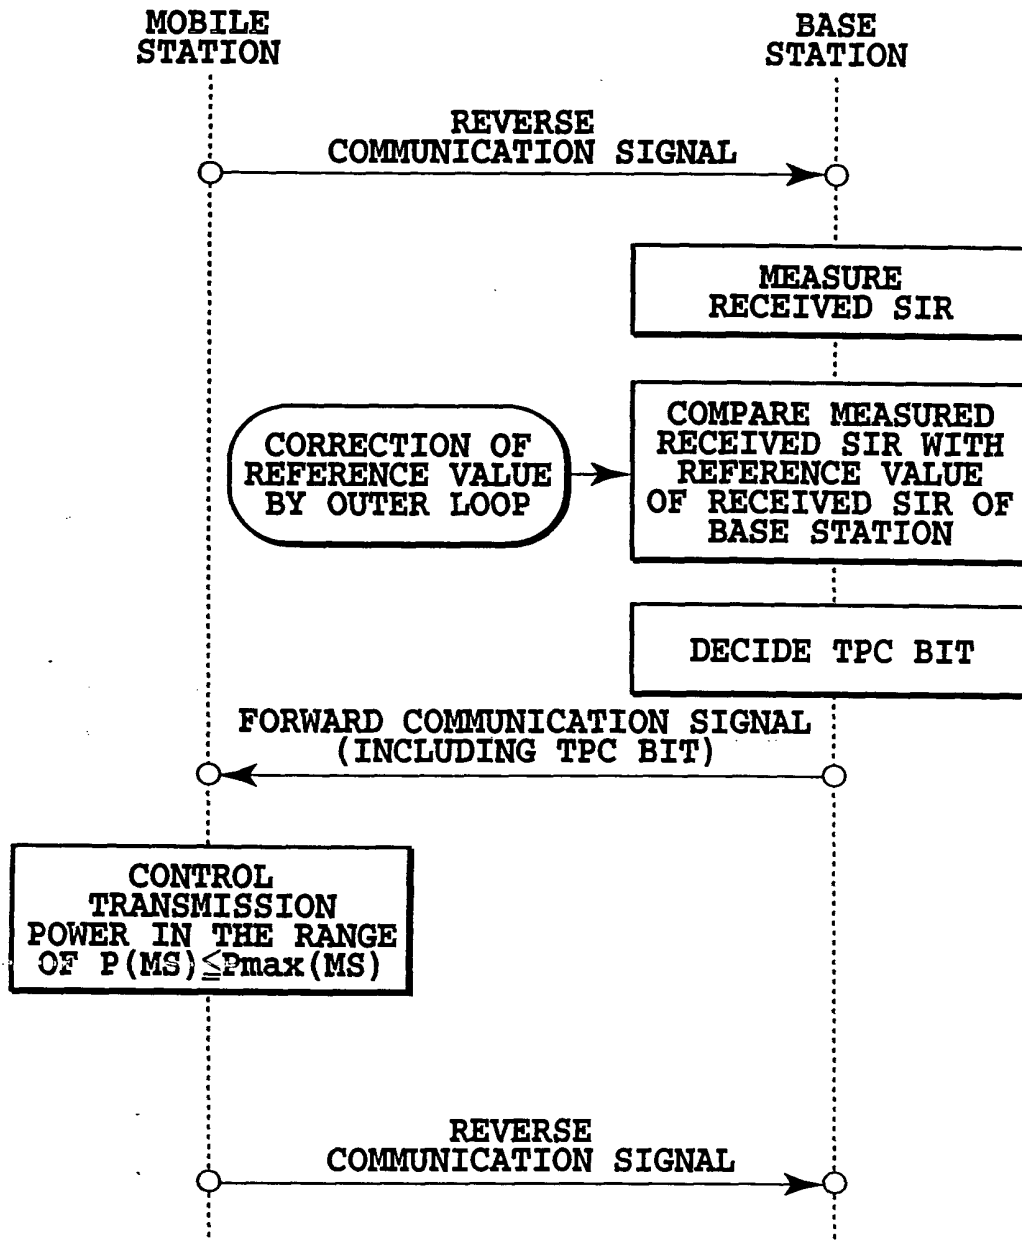 MOBILE
STATION
BASE
STATION
REVERSE
COMMUNICATION SIGNAL
MEASURE
RECEIVED SIR
CORRECTION OF
REFERENCE VALUE
BY OUTER LOOP
COMPARE MEASURED
RECEIVED SIR WITH
REFERENCE VALUE
OF RECEIVED SIR OF
BASE STATION
DECIDE TPC BIT
FORWARD COMMUNICATION SIGNAL
(INCLUDING TPC BIT)
CONTROL
TRANSMISSION
POWER IN THE RANGE
OF P(MS)≦Pmax(MS)
REVERSE
COMMUNICATION SIGNAL